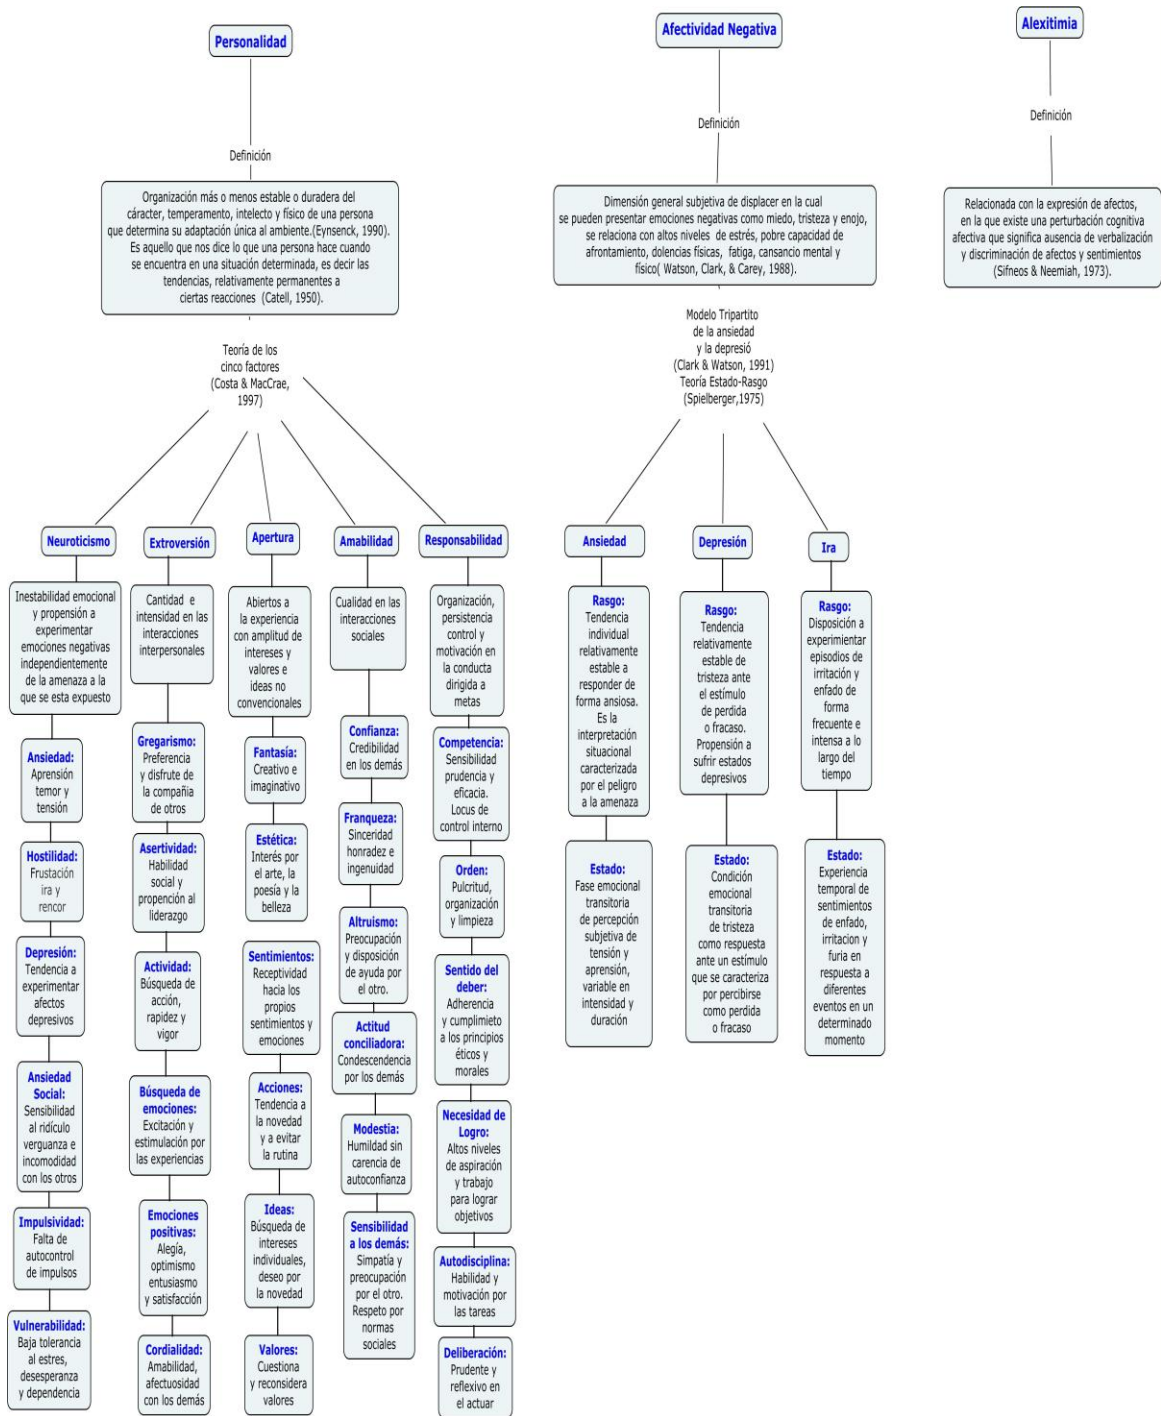 Personalidad
Definición
Organización más o menos estable o duradera del
cáracter, temperamento, intelecto y físico de una persona
que determina su adaptación única al ambiente.(Eynsenck, 1990).
Es aquello que nos dice lo que una persona hace cuando
se encuentra en una situación determinada, es decir las
tendencias, relativamente permanentes a
ciertas reacciones (Catell, 1950).
Teoría de los
cinco factores
(Costa & MacCrae,
1997)
Neuroticismo
Inestabilidad emocional
y propensión a
experimentar
emociones negativas
independientemente
de la amenaza a la
que se esta expuesto
Ansiedad:
Aprensión
temor y
tensión
Hostilidad:
Frustación
ira y
rencor
Depresión:
Tendencia a
experimentar
afectos
depresivos
Ansiedad
Social:
Sensibilidad
al ridículo
verguanza e
incomodidad
con los otros
Impulsividad:
Falta de
autocontrol
de impulsos
Vulnerabilidad:
Baja tolerancia
al estres,
desesperanza
y dependencia
Extroversión
Cantidad e
intensidad en las
interacciones
interpersonales
Gregarismo:
Preferencia
y disfrute de
la compañia
de otros
Asertividad:
Habilidad
social y
propención al
liderazgo
Actividad:
Búsqueda de
acción,
rapidez y
vigor
Búsqueda de
emociones:
Excitación y
estimulación por
las experiencias
Emociones
positivas:
Alegía,
optimismo
entusiasmo
y satisfacción
Cordialidad:
Amabilidad,
afectuosidad
con los demás
Apertura
Abiertos a
la experiencia
con amplitud de
intereses y
valores e
ideas no
convencionales
Fantasía:
Creativo e
imaginativo
Estética:
Interés por
el arte, la
poesía y la
belleza
Sentimientos:
Receptividad
hacia los
propios
sentimientos y
emociones
Acciones:
Tendencia a
la novedad
y a evitar
la rutina
Ideas:
Búsqueda de
intereses
individuales,
deseo por
la novedad
Valores:
Cuestiona
y reconsidera
valores
Amabilidad
Cualidad en las
interacciones
sociales
Confianza:
Credibilidad
en los demás
Franqueza:
Sinceridad
honradez e
ingenuidad
Altruismo:
Preocupación
y disposición
de ayuda por
el otro.
Actitud
conciliadora:
Condescendencia
por los demás
Modestia:
Humildad sin
carencia de
autoconfianza
Sensibilidad
a los demás:
Simpatía y
preocupación
por el otro.
Respeto por
normas
sociales
Responsabilidad
Organización,
persistencia
control y
motivación en
la conducta
dirigida a
metas
Competencia:
Sensibilidad
prudencia y
eficacia.
Locus de
control interno
Orden:
Pulcritud,
organización
y limpieza
Sentido del
deber:
Adherencia
y cumplimieto
a los principios
éticos y
morales
Necesidad de
Logro:
Altos niveles
de aspiración
y trabajo
para lograr
objetivos
Autodisciplina:
Habilidad y
motivación por
las tareas
Deliberación:
Prudente y
reflexivo en
el actuar
Afectividad Negativa
Definición
Dimensión general subjetiva de displacer en la cual
se pueden presentar emociones negativas como miedo, tristeza y enojo,
se relaciona con altos niveles de estrés, pobre capacidad de
afrontamiento, dolencias físicas, fatiga, cansancio mental y
físico( Watson, Clark, & Carey, 1988).
Modelo Tripartito
de la ansiedad
y la depresió
(Clark & Watson, 1991)
Teoría Estado-Rasgo
(Spielberger,1975)
Ansiedad
Rasgo:
Tendencia
individual
relativamente
estable a
responder de
forma ansiosa.
Es la
interpretación
situacional
caracterizada
por el peligro
a la amenaza
Estado:
Fase emocional
transitoria
de percepción
subjetiva de
tensión y
aprensión,
variable en
intensidad y
duración
Depresión
Rasgo:
Tendencia
relativamente
estable de
tristeza ante
el estímulo
de perdida
o fracaso.
Propensión a
sufrir estados
depresivos
Estado:
Condición
emocional
transitoria
de tristeza
como respuesta
ante un estímulo
que se caracteriza
por percibirse
como perdida
o fracaso
Ira
Rasgo:
Disposición a
experimientar
episodios de
irritación y
enfado de
forma
frecuente e
intensa a lo
largo del
tiempo
Estado:
Experiencia
temporal de
sentimientos
de enfado,
irritacion y
furia en
respuesta a
diferentes
eventos en un
determinado
momento
Alexitimia
Definición
Relacionada con la expresión de afectos,
en la que existe una perturbación cognitiva
afectiva que significa ausencia de verbalización
y discriminación de afectos y sentimientos
(Sifneos & Neemiah, 1973).